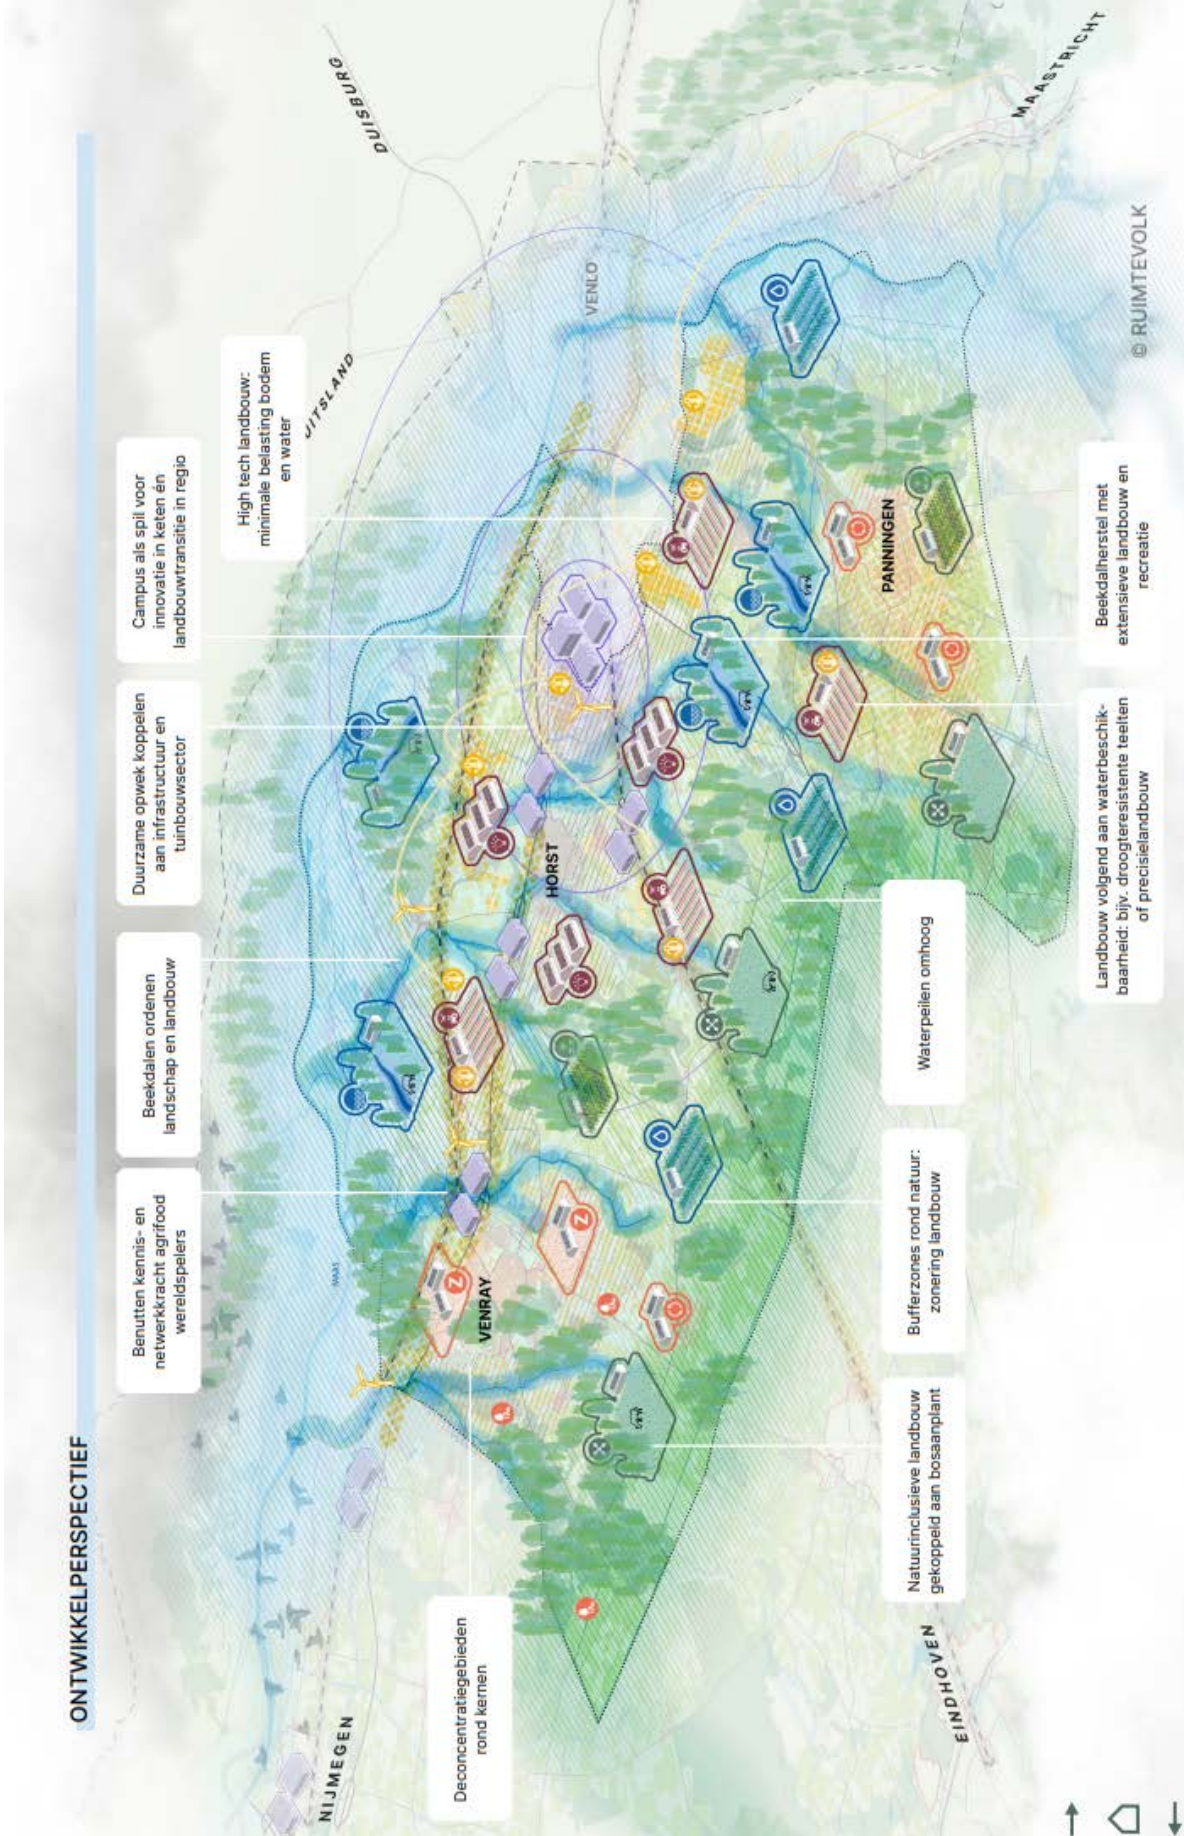 ONTWIKKELPERSPECTIEF
Benutten kennis- en
netwerkkracht agrifood
wereldspelers
Beekdalen ordenen
landschap en landbouw
Duurzame opwek koppelen
aan infrastructuur en
tuinbouwsector
Campus als spil voor
innovatie in keten én
landbouwtransitie in regio
High tech landbouw:
minimale belasting bodem
en water
DUISBURG
UITSLAND
NIJMEGEN
MAAS
VENLO
MAASTRICHT
VENRAY
HORST
PANNINGEN
Z
Z
Deconcentratiegebieden
rond kernen
EINDHOVEN
Natuurinclusieve landbouw
gekoppeld aan bosaanplant
Bufferzones rond natuur:
zonering landbouw
Waterpeilen omhoog
Landbouw volgend aan waterbeschik-
baarheid: bijv. droogteresistente teelten
of precisielandbouw
Beekdalherstel met
extensieve landbouw en
recreatie
© RUIMTEVOLK